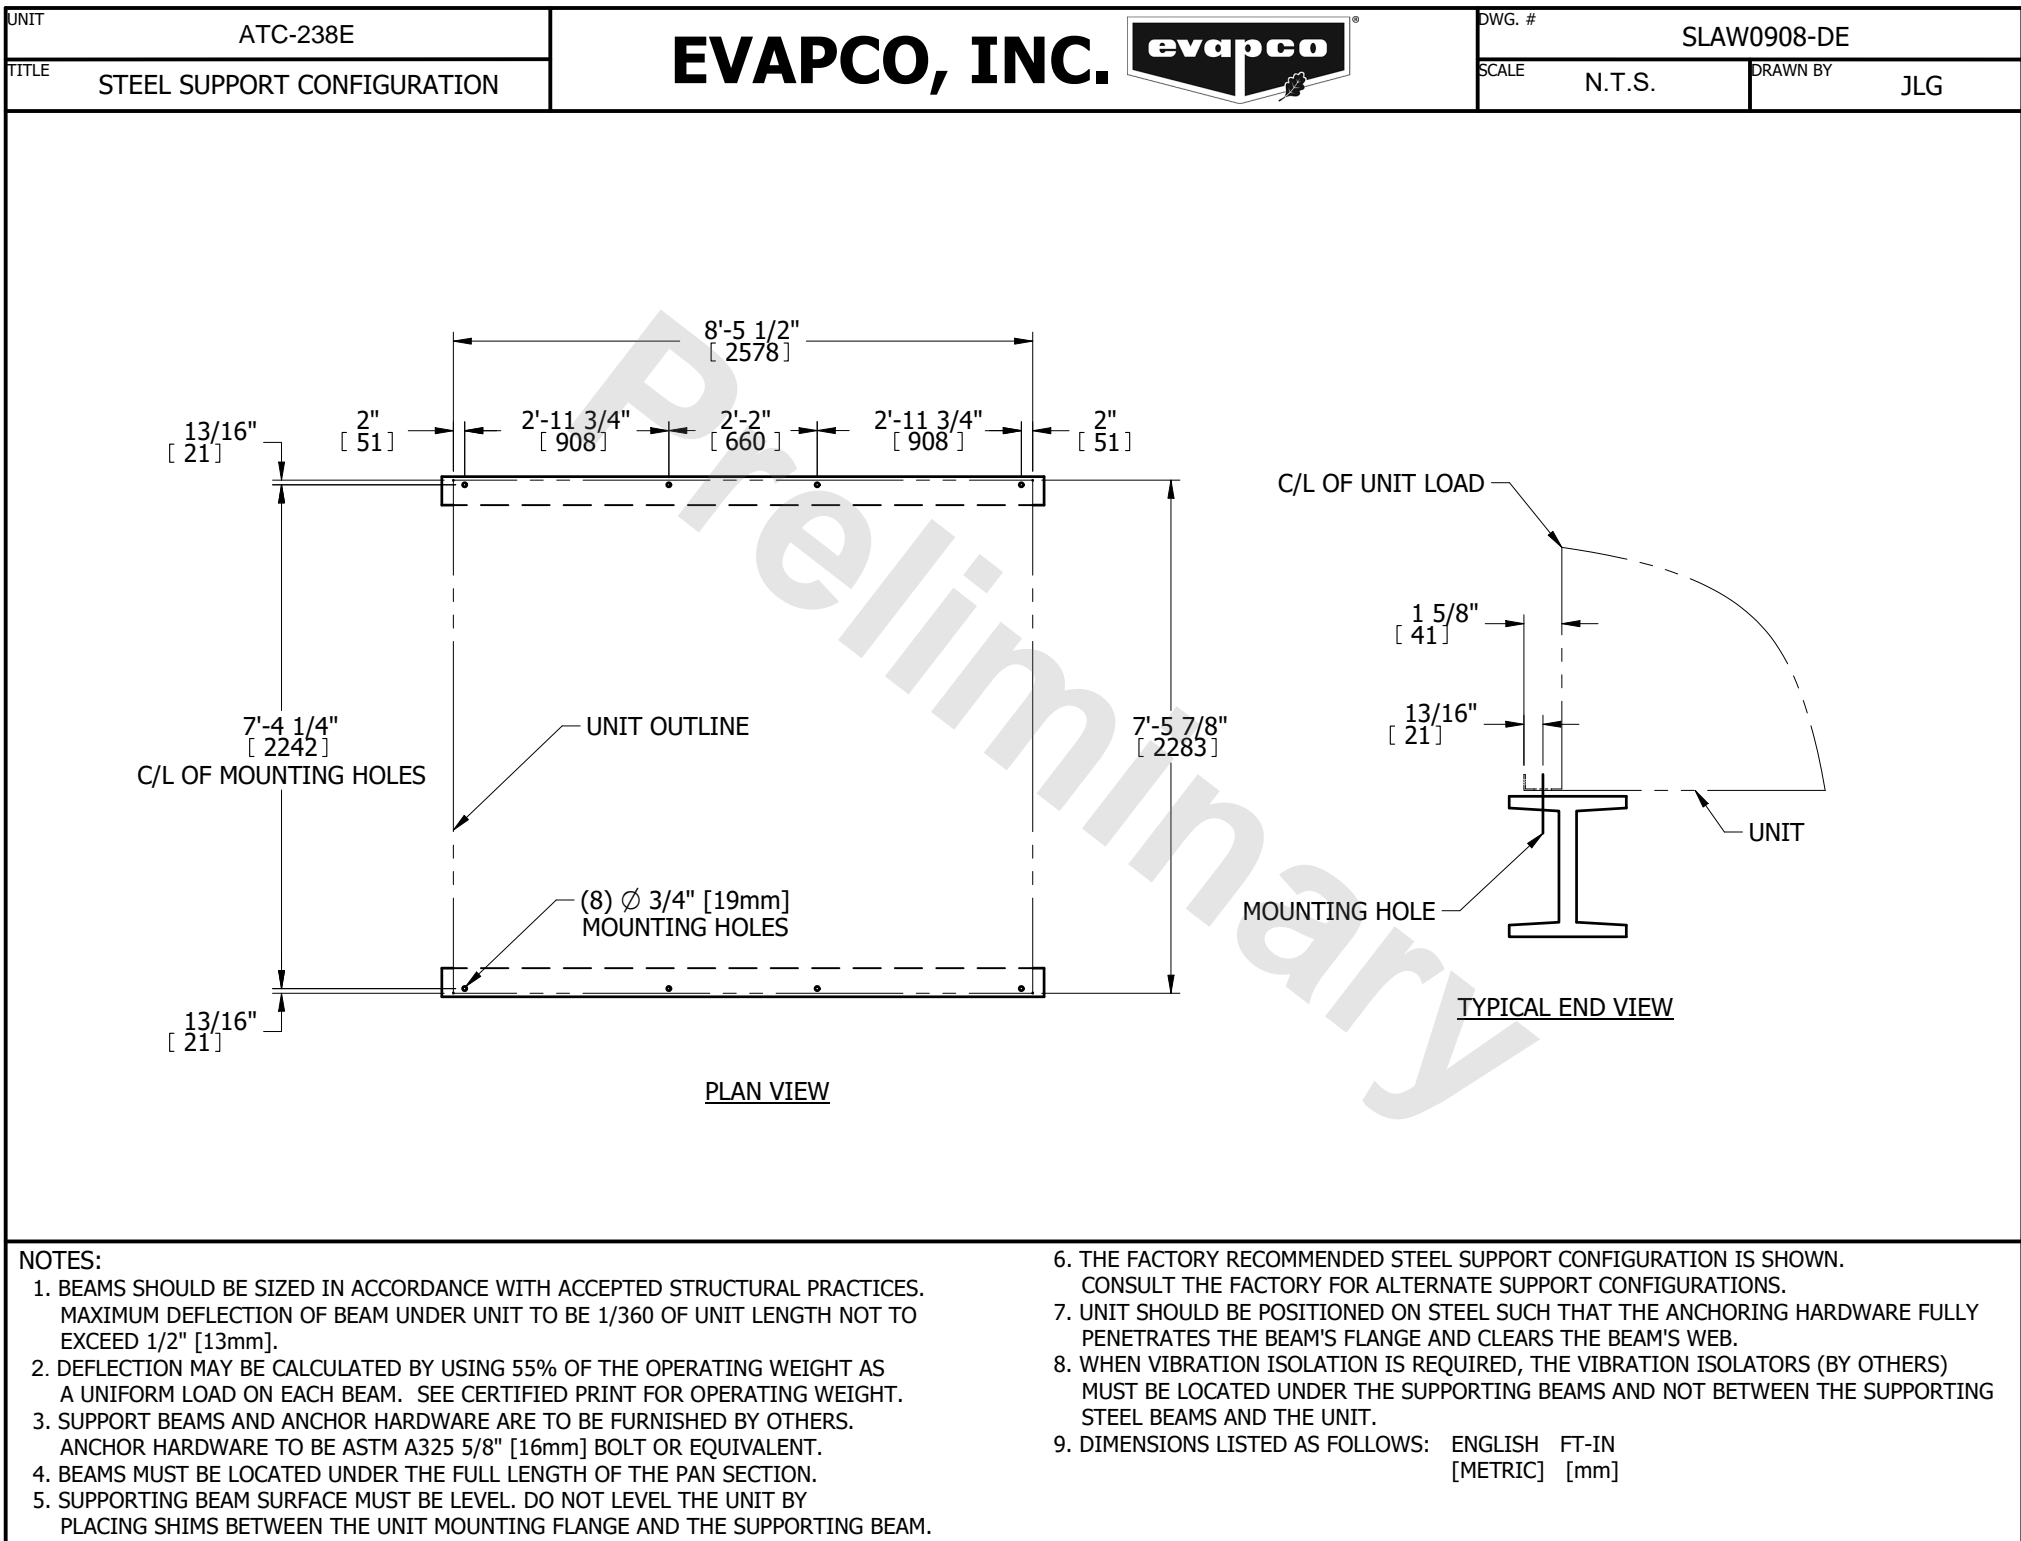 UNIT
ATC-238E
TITLE
STEEL SUPPORT CONFIGURATION
EVAPCO, INC.
evapco
®
DWG. #
SLAW0908-DE
SCALE
N.T.S.
DRAWN BY
JLG
8'-5 1/2"
[ 2578 ]
13/16"
[ 21 ]
2"
[ 51 ]
2'-11 3/4"
[ 908 ]
2'-2"
[ 660 ]
2'-11 3/4"
[ 908 ]
2"
[ 51 ]
7'-4 1/4"
[ 2242 ]
C/L OF MOUNTING HOLES
UNIT OUTLINE
7'-5 7/8"
[ 2283 ]
(8) ∅ 3/4" [19mm]
MOUNTING HOLES
13/16"
[ 21 ]
PLAN VIEW
C/L OF UNIT LOAD
1 5/8"
[ 41 ]
13/16"
[ 21 ]
UNIT
MOUNTING HOLE
TYPICAL END VIEW
Preliminary
NOTES:
1. BEAMS SHOULD BE SIZED IN ACCORDANCE WITH ACCEPTED STRUCTURAL PRACTICES.
MAXIMUM DEFLECTION OF BEAM UNDER UNIT TO BE 1/360 OF UNIT LENGTH NOT TO
EXCEED 1/2" [13mm].
2. DEFLECTION MAY BE CALCULATED BY USING 55% OF THE OPERATING WEIGHT AS
A UNIFORM LOAD ON EACH BEAM. SEE CERTIFIED PRINT FOR OPERATING WEIGHT.
3. SUPPORT BEAMS AND ANCHOR HARDWARE ARE TO BE FURNISHED BY OTHERS.
ANCHOR HARDWARE TO BE ASTM A325 5/8" [16mm] BOLT OR EQUIVALENT.
4. BEAMS MUST BE LOCATED UNDER THE FULL LENGTH OF THE PAN SECTION.
5. SUPPORTING BEAM SURFACE MUST BE LEVEL. DO NOT LEVEL THE UNIT BY
PLACING SHIMS BETWEEN THE UNIT MOUNTING FLANGE AND THE SUPPORTING BEAM.
6. THE FACTORY RECOMMENDED STEEL SUPPORT CONFIGURATION IS SHOWN.
CONSULT THE FACTORY FOR ALTERNATE SUPPORT CONFIGURATIONS.
7. UNIT SHOULD BE POSITIONED ON STEEL SUCH THAT THE ANCHORING HARDWARE FULLY
PENETRATES THE BEAM'S FLANGE AND CLEARS THE BEAM'S WEB.
8. WHEN VIBRATION ISOLATION IS REQUIRED, THE VIBRATION ISOLATORS (BY OTHERS)
MUST BE LOCATED UNDER THE SUPPORTING BEAMS AND NOT BETWEEN THE SUPPORTING
STEEL BEAMS AND THE UNIT.
9. DIMENSIONS LISTED AS FOLLOWS: ENGLISH FT-IN
[METRIC] [mm]